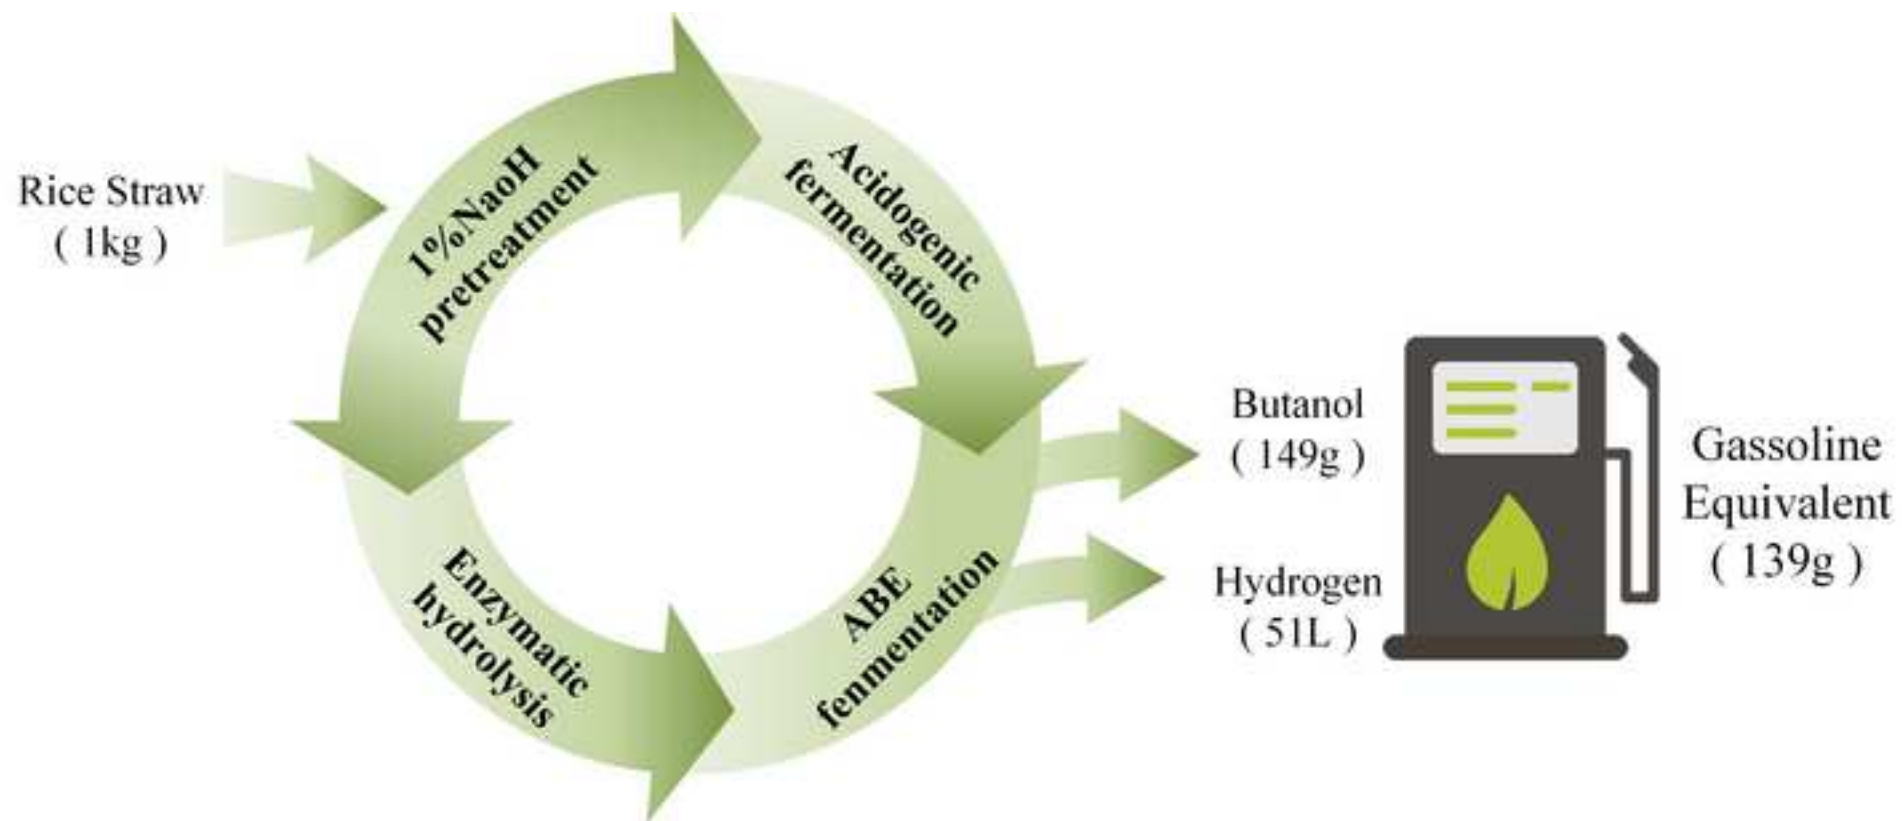 Rice Straw
( 1kg )
1%NaoH
pretreatment
Acidogenic
fermentation
Enzymatic
hydrolysis
ABE
fenmentation
Butanol
( 149g )
Hydrogen
( 51L )
Gassoline
Equivalent
( 139g )